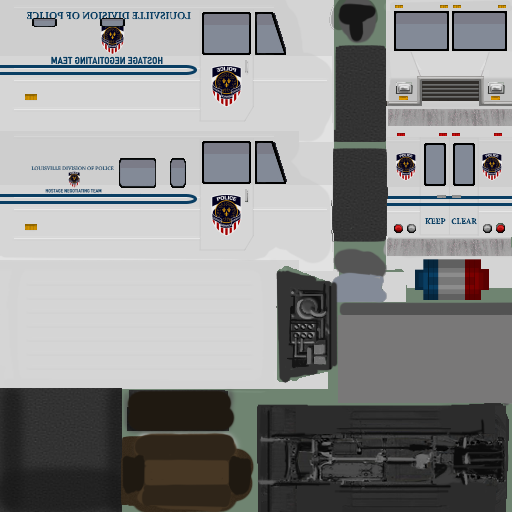 LOUISVILLE DIVISION OF POLICE
HOSTAGE NEGOTIATING TEAM
POLICE
LOUISVILLE DIVISION OF POLICE
HOSTAGE NEGOTIATING TEAM
POLICE
KEEP CLEAR